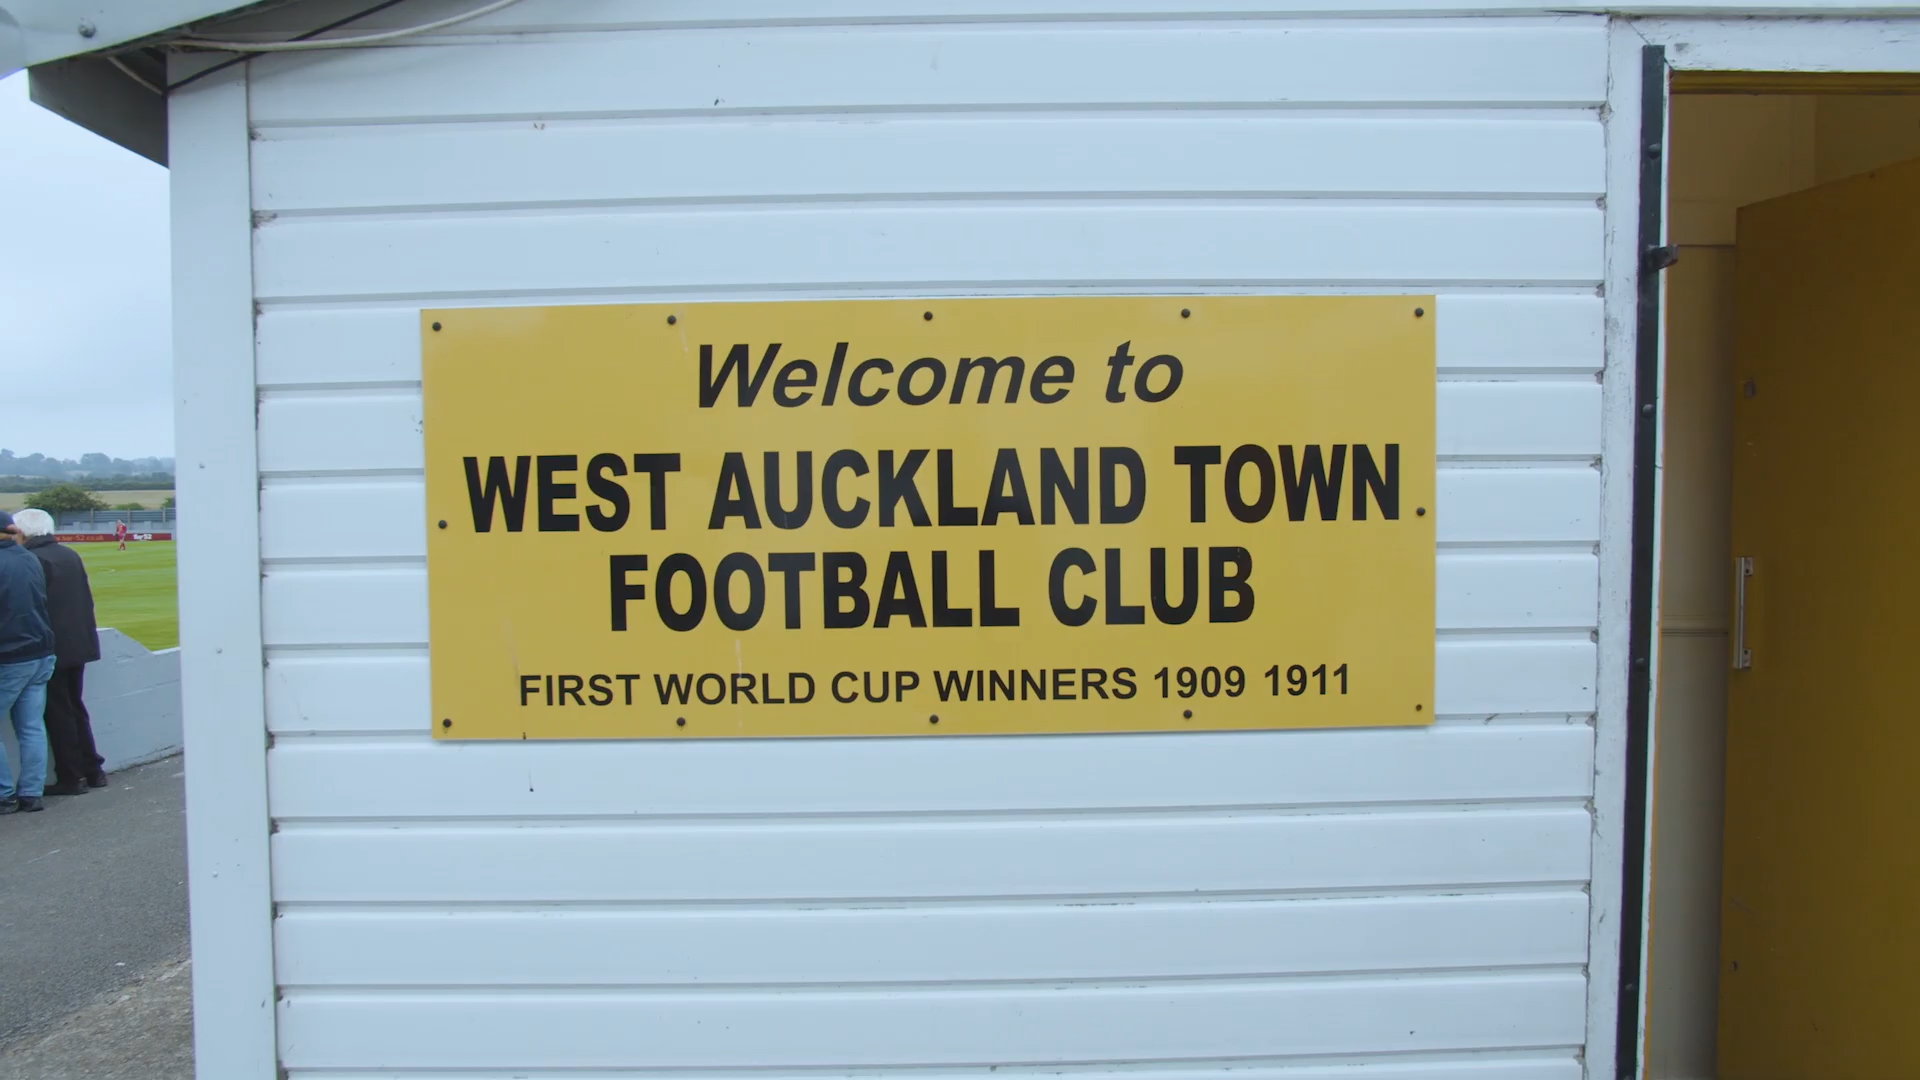 Welcome to
WEST AUCKLAND TOWN
FOOTBALL CLUB
FIRST WORLD CUP WINNERS 1909 1911